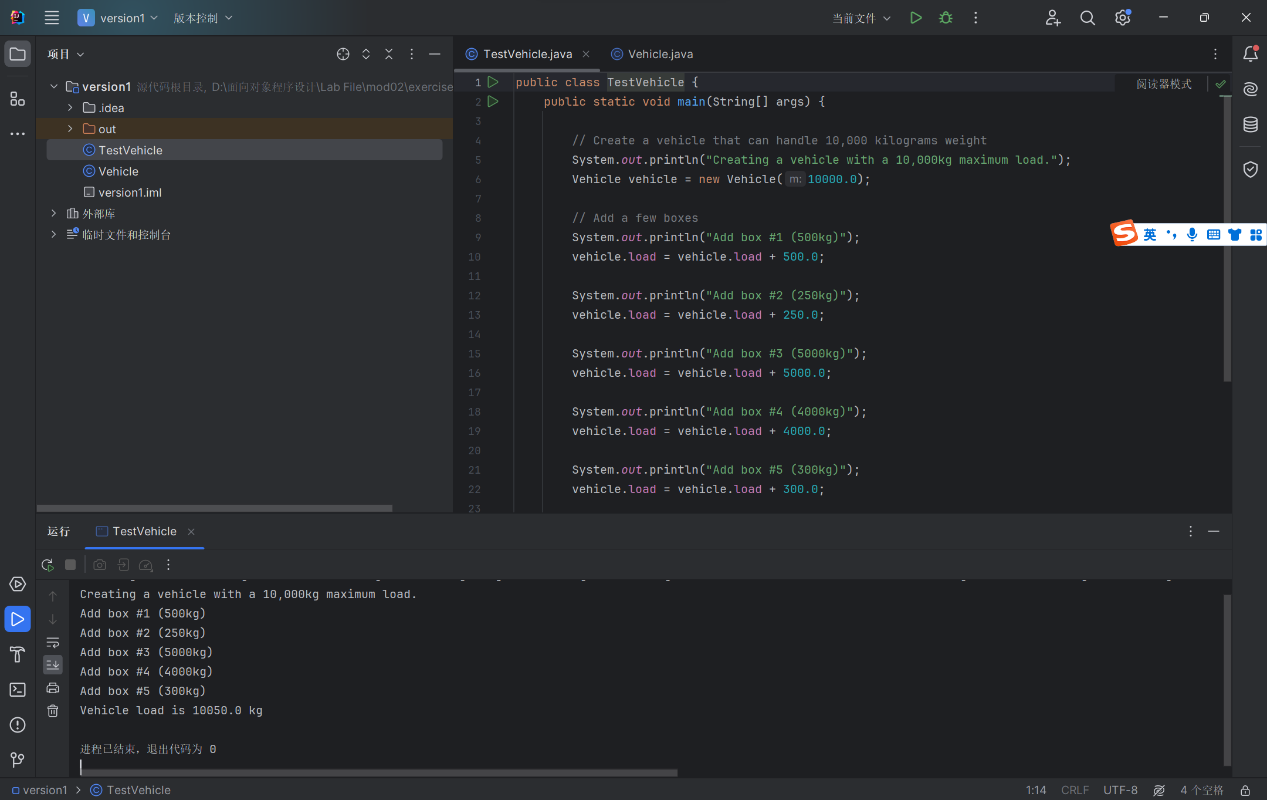 V version1 版本控制 当前文件
项目
version1 源代码根目录, D:\面向对象程序设计\Lab File\mod02\exercise
.idea
out
TestVehicle
Vehicle
version1.iml
外部库
临时文件和控制台
TestVehicle.java Vehicle.java
阅读器模式
1 public class TestVehicle {
2 public static void main(String[] args) {
3
4 // Create a vehicle that can handle 10,000 kilograms weight
5 System.out.println("Creating a vehicle with a 10,000kg maximum load.");
6 Vehicle vehicle = new Vehicle( m: 10000.0);
7
8 // Add a few boxes
9 System.out.println("Add box #1 (500kg)");
10 vehicle.load = vehicle.load + 500.0;
11
12 System.out.println("Add box #2 (250kg)");
13 vehicle.load = vehicle.load + 250.0;
14
15 System.out.println("Add box #3 (5000kg)");
16 vehicle.load = vehicle.load + 5000.0;
17
18 System.out.println("Add box #4 (4000kg)");
19 vehicle.load = vehicle.load + 4000.0;
20
21 System.out.println("Add box #5 (300kg)");
22 vehicle.load = vehicle.load + 300.0;
23
S 英
运行 TestVehicle
Creating a vehicle with a 10,000kg maximum load.
Add box #1 (500kg)
Add box #2 (250kg)
Add box #3 (5000kg)
Add box #4 (4000kg)
Add box #5 (300kg)
Vehicle load is 10050.0 kg
进程已结束，退出代码为 0
version1 TestVehicle 1:14 CRLF UTF-8 4 个空格